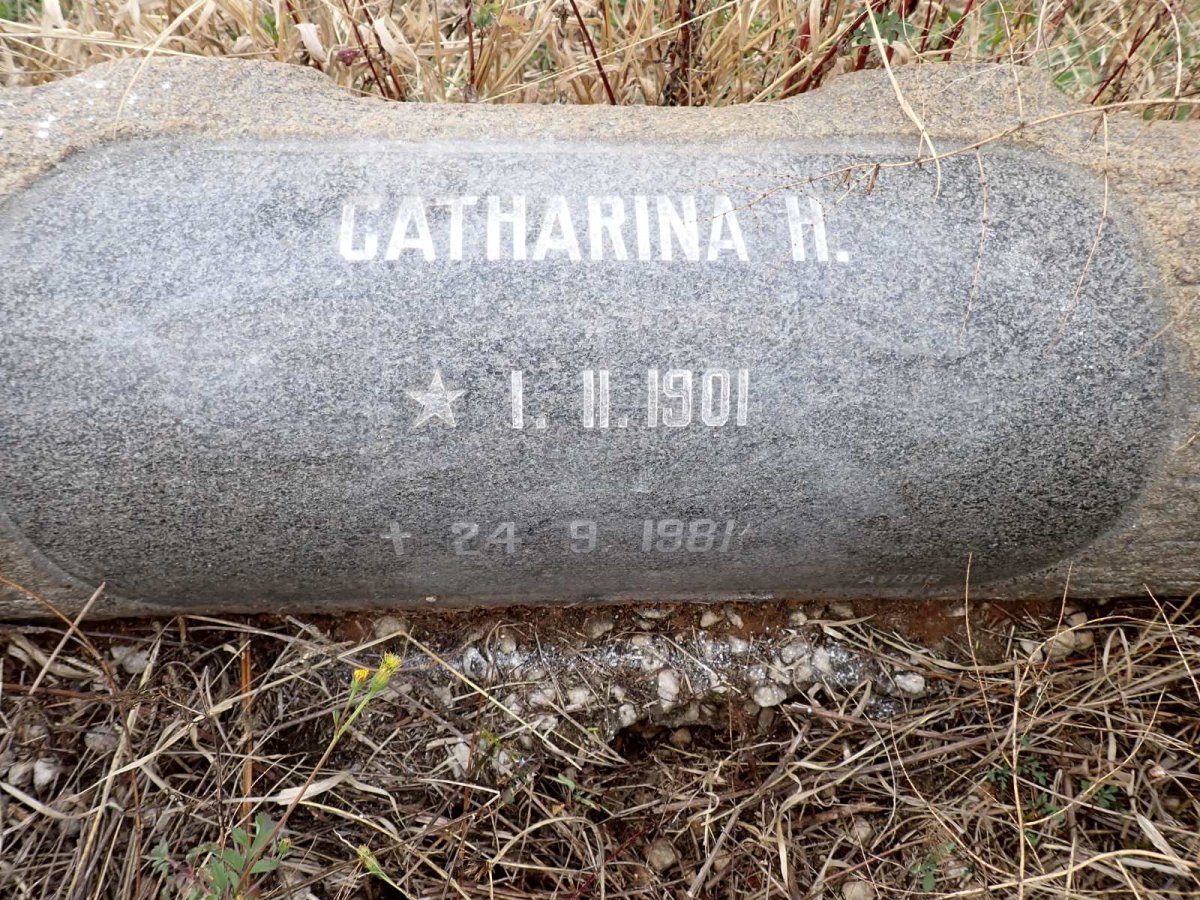 CATHARINA H.
★ 1. 11. 1901
✝ 24 9 1981